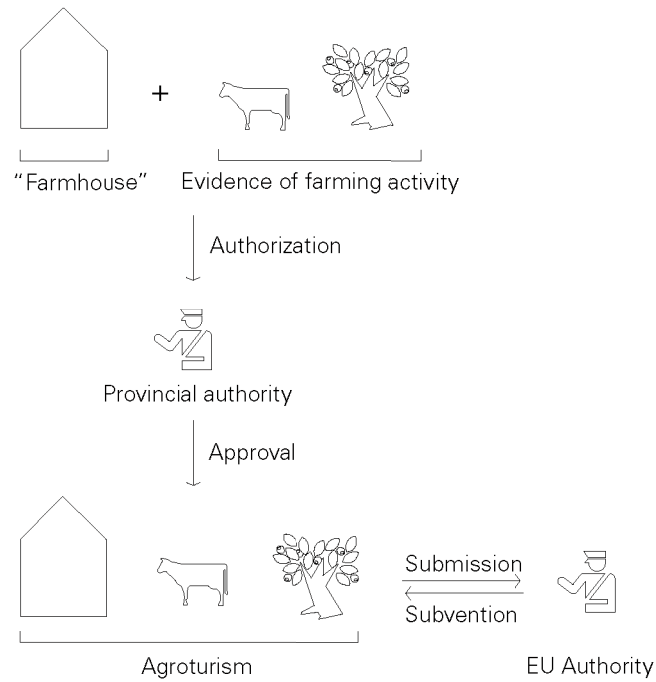 +
“Farmhouse”
Evidence of farming activity
Authorization
Provincial authority
Approval
Submission
Subvention
Agroturism
EU Authority